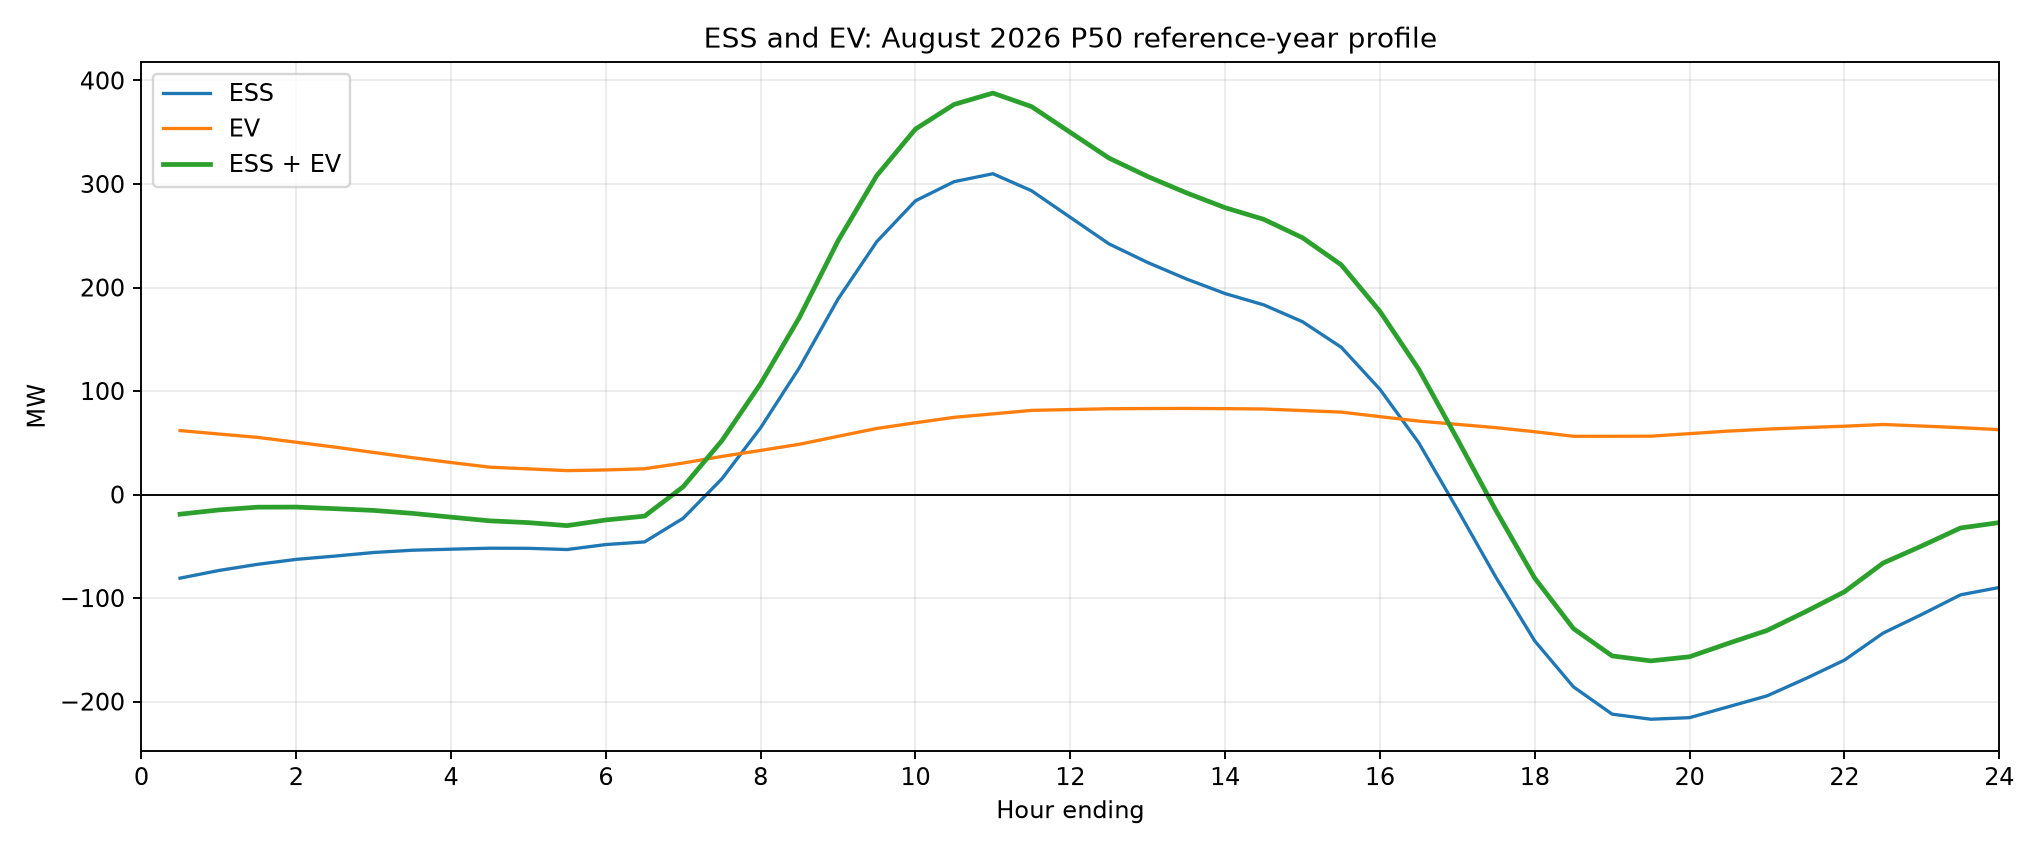 ESS and EV: August 2026 P50 reference-year profile
ESS
EV
ESS + EV
MW
400
300
200
100
0
−100
−200
0 2 4 6 8 10 12 14 16 18 20 22 24
Hour ending